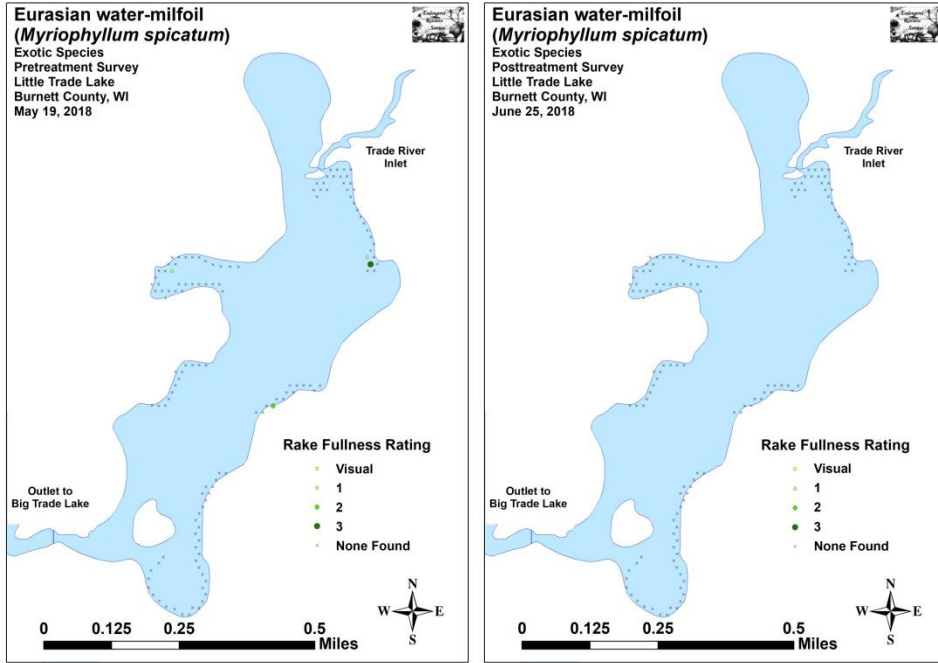 Eurasian water-milfoil
(Myriophyllum spicatum)
Exotic Species
Pretreatment Survey
Little Trade Lake
Burnett County, WI
May 19, 2018
Trade River
Inlet
Rake Fullness Rating
Visual
1
2
3
None Found
Outlet to
Big Trade Lake
N
W E
S
0 0.125 0.25 0.5
Miles
Eurasian water-milfoil
(Myriophyllum spicatum)
Exotic Species
Posttreatment Survey
Little Trade Lake
Burnett County, WI
June 25, 2018
Trade River
Inlet
Rake Fullness Rating
Visual
1
2
3
None Found
Outlet to
Big Trade Lake
N
W E
S
0 0.125 0.25 0.5
Miles